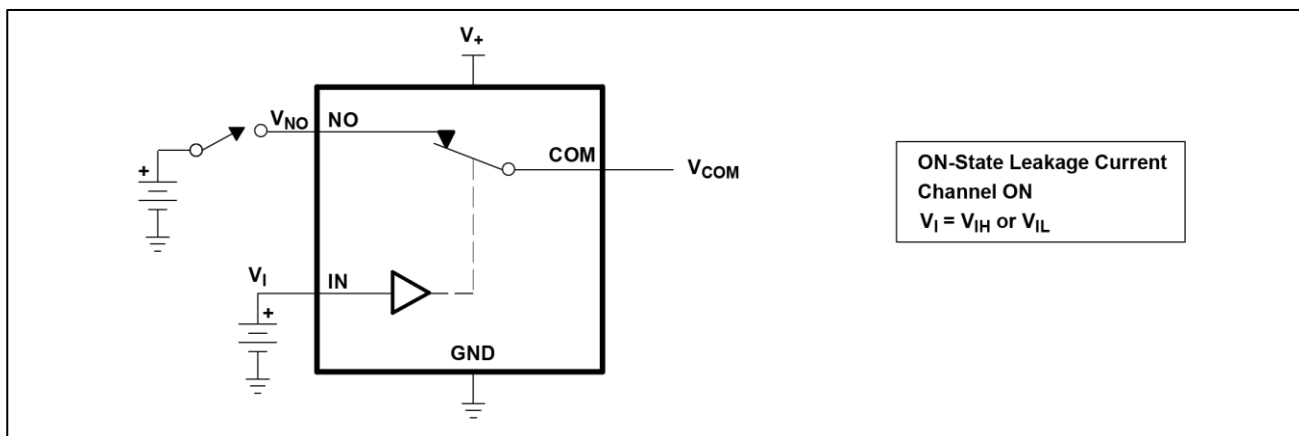 V+
VNO NO
+
COM
VCOM
VI IN
+
GND
ON-State Leakage Current
Channel ON
VI = VIH or VIL